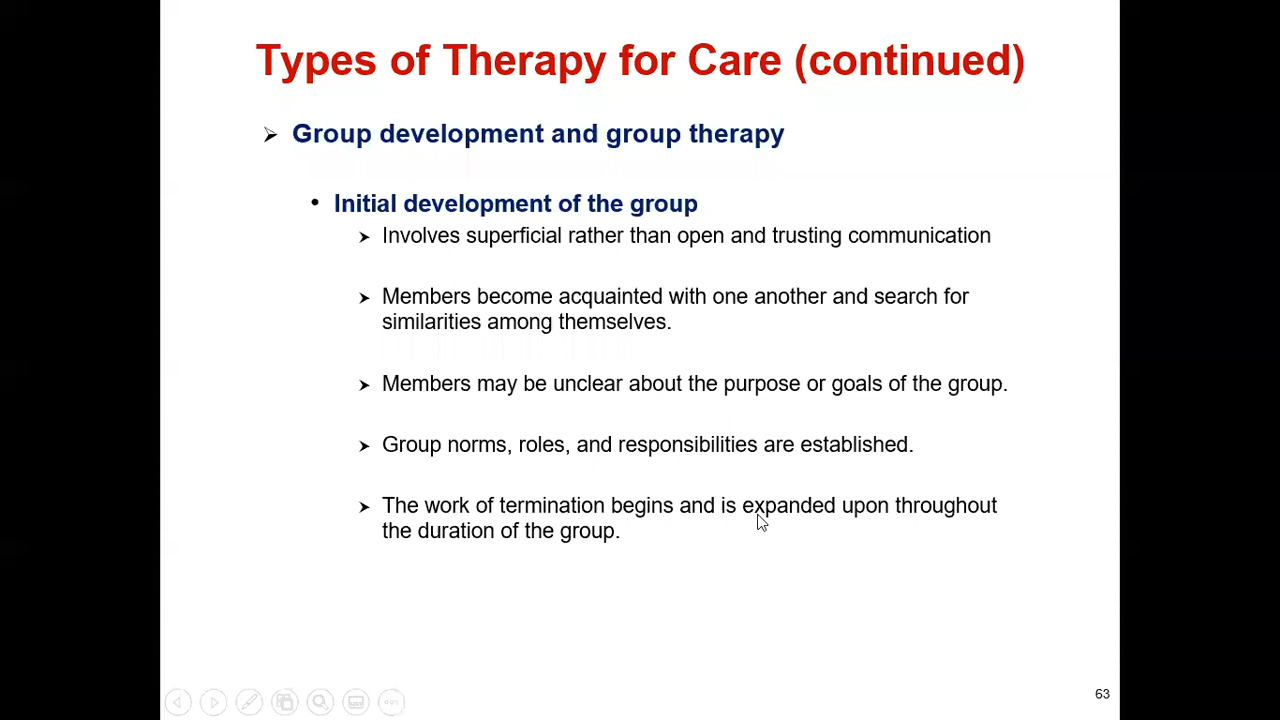 Types of Therapy for Care (continued)
Group development and group therapy
Initial development of the group
Involves superficial rather than open and trusting communication
Members become acquainted with one another and search for
similarities among themselves.
Members may be unclear about the purpose or goals of the group.
Group norms, roles, and responsibilities are established.
The work of termination begins and is expanded upon throughout
the duration of the group.
63